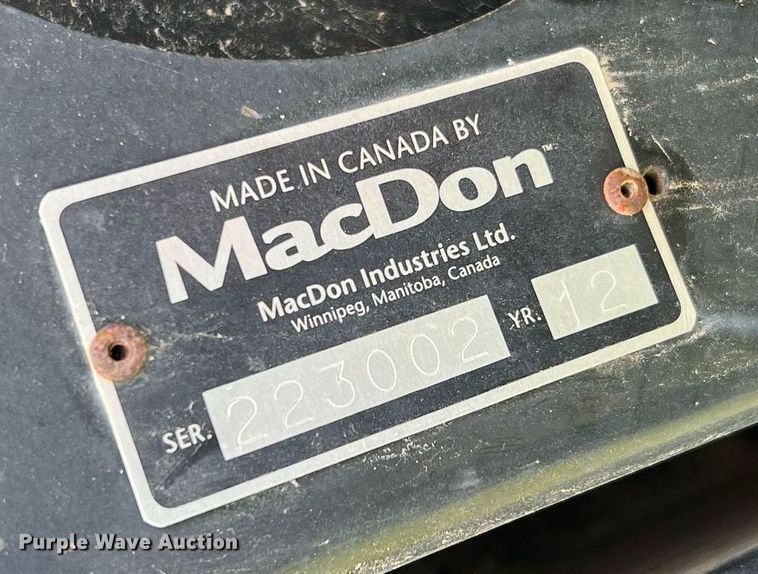 MADE IN CANADA BY
MacDon™
MacDon Industries Ltd.
Winnipeg, Manitoba, Canada
SER. 223002 YR. 12
Purple Wave Auction